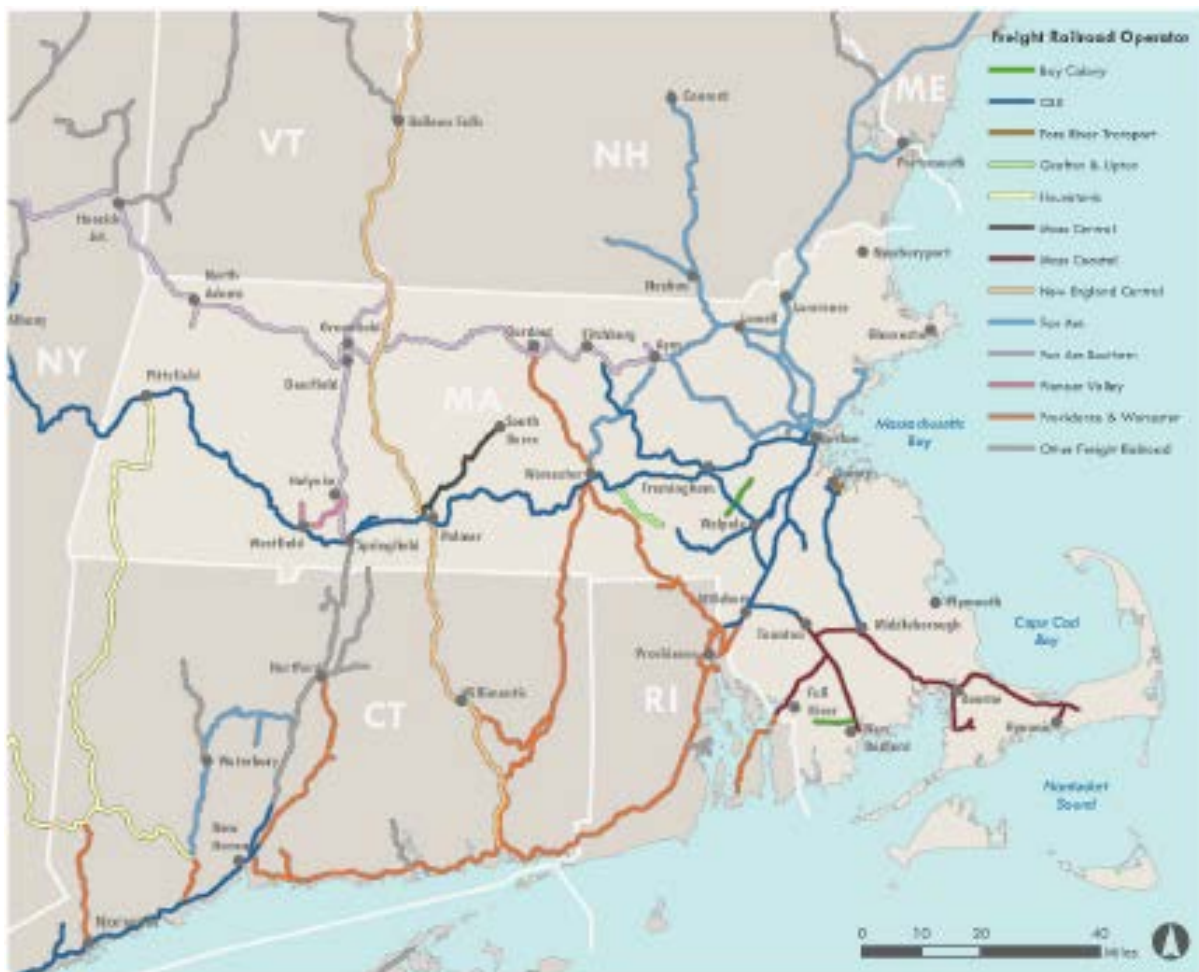 Freight Railroad Operator
Bay Colony
CSX
Fore River Transport
Grafton & Upton
Housatonic
Mass Central
Mass Coastal
New England Central
Pan Am
Pan Am Southern
Pioneer Valley
Providence & Worcester
Other Freight Railroad
VT
NH
ME
NY
MA
CT
RI
Concord
Bellows Falls
Portsmouth
Hoosick
Jct.
Newburyport
North
Adams
Nashua
Albany
Greenfield
Gardner
Fitchburg
Ayer
Lowell
Lawrence
Gloucester
Pittsfield
Deerfield
South
Barre
Massachusetts
Bay
Boston
Worcester
Framingham
Quincy
Holyoke
Westfield
Springfield
Palmer
Walpole
Attleboro
Taunton
Middleborough
Plymouth
Cape Cod
Bay
Hartford
Willimantic
Providence
Fall
River
New
Bedford
Bourne
Hyannis
Waterbury
Nantucket
Sound
New
Haven
Norwalk
0 10 20 40
Miles